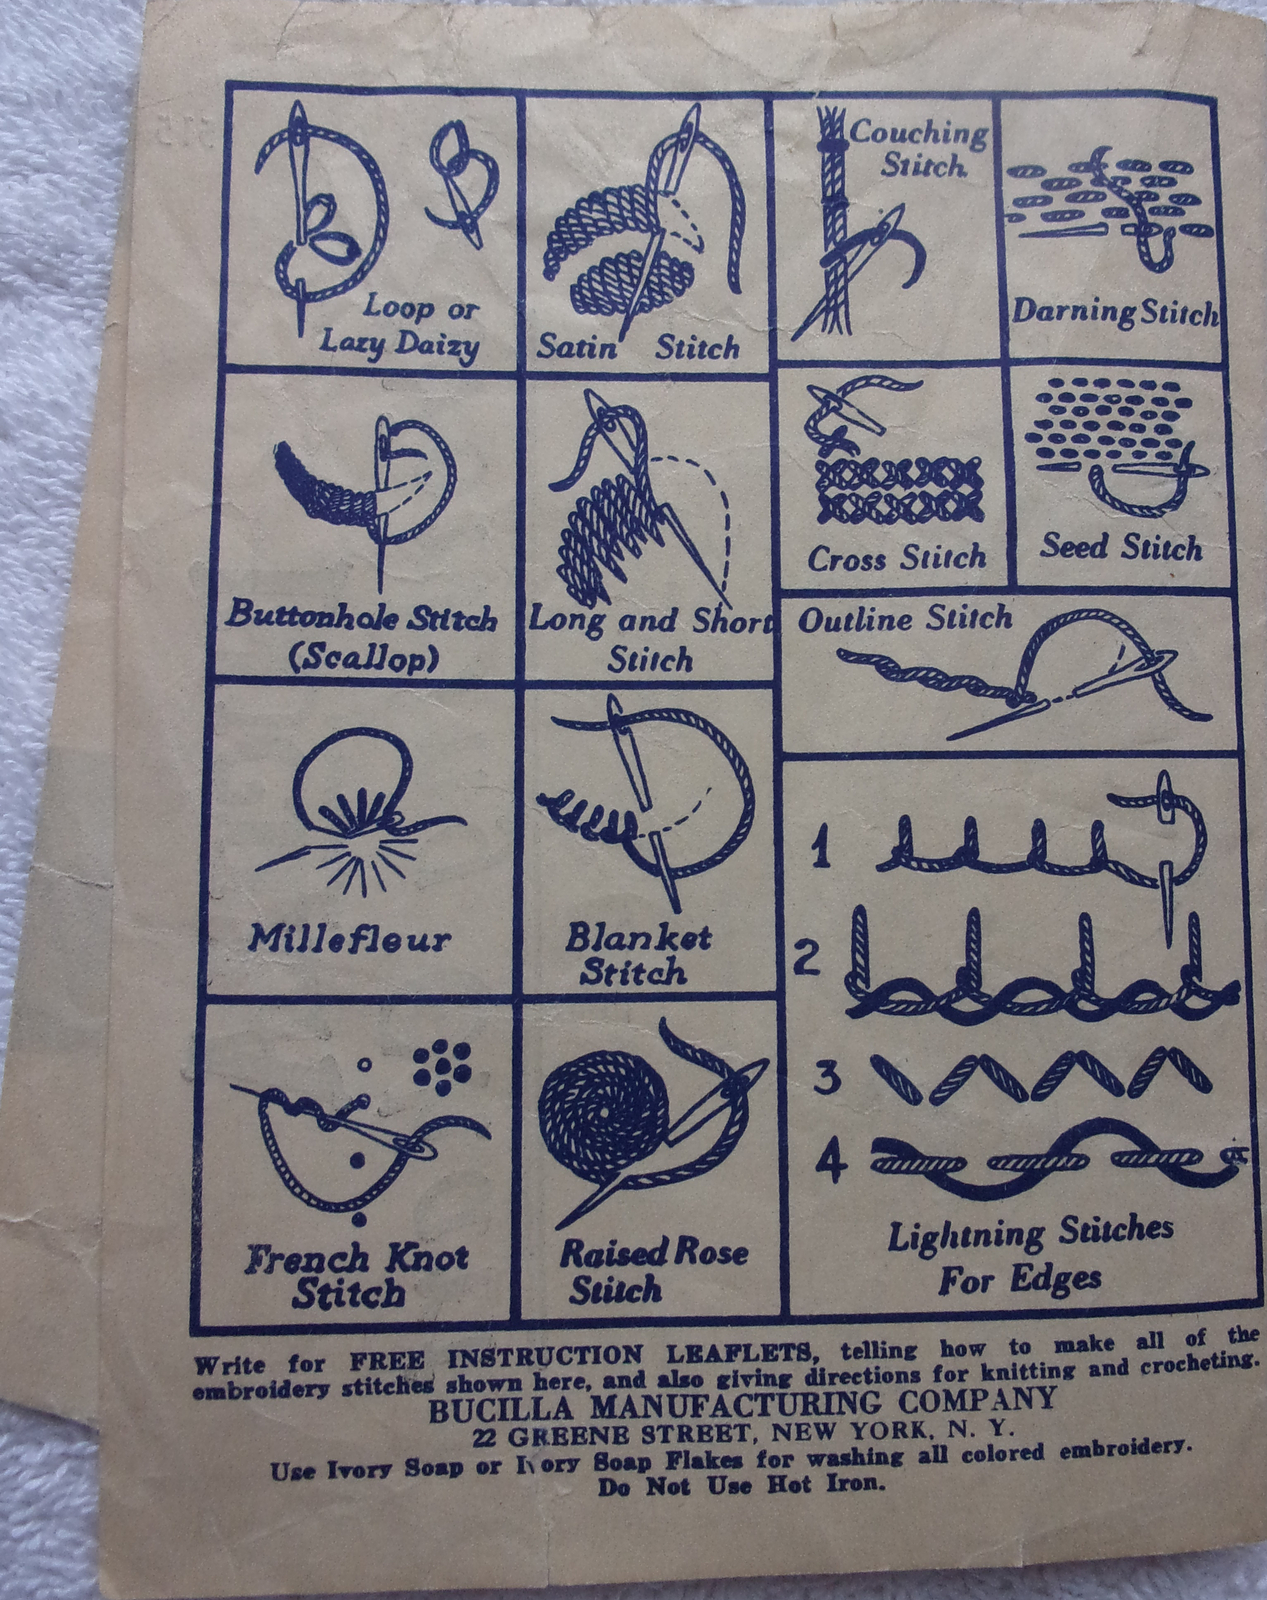 Loop or
Lazy Daizy
Satin Stitch
Couching
Stitch
Darning Stitch
Buttonhole Stitch
(Scallop)
Long and Short
Stitch
Cross Stitch
Seed Stitch
Outline Stitch
Millefleur
Blanket
Stitch
1
2
3
4
Lightning Stitches
For Edges
French Knot
Stitch
Raised Rose
Stitch
Write for FREE INSTRUCTION LEAFLETS, telling how to make all of the
embroidery stitches shown here, and also giving directions for knitting and crocheting.
BUCILLA MANUFACTURING COMPANY
22 GREENE STREET, NEW YORK, N. Y.
Use Ivory Soap or Ivory Soap Flakes for washing all colored embroidery.
Do Not Use Hot Iron.